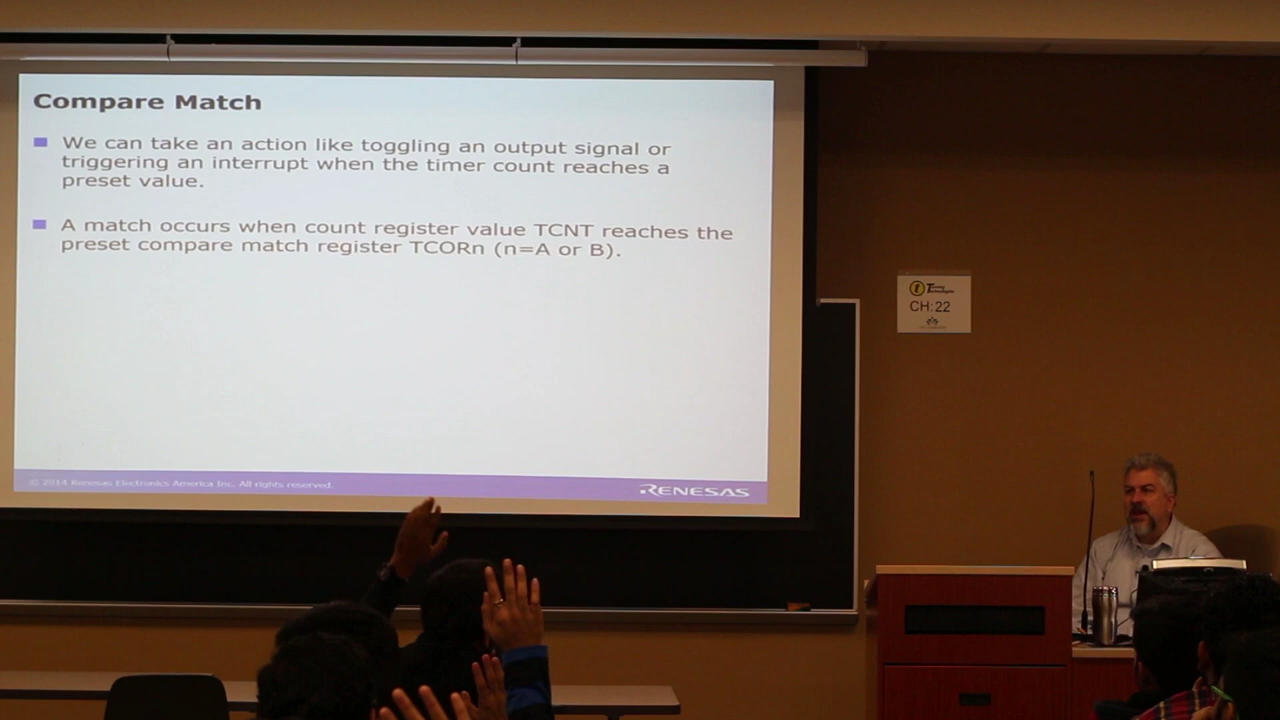 Compare Match
We can take an action like toggling an output signal or
triggering an interrupt when the timer count reaches a
preset value.
A match occurs when count register value TCNT reaches the
preset compare match register TCORn (n=A or B).
© 2014 Renesas Electronics America Inc. All rights reserved.
RENESAS
Turning
Technologies
CH:22